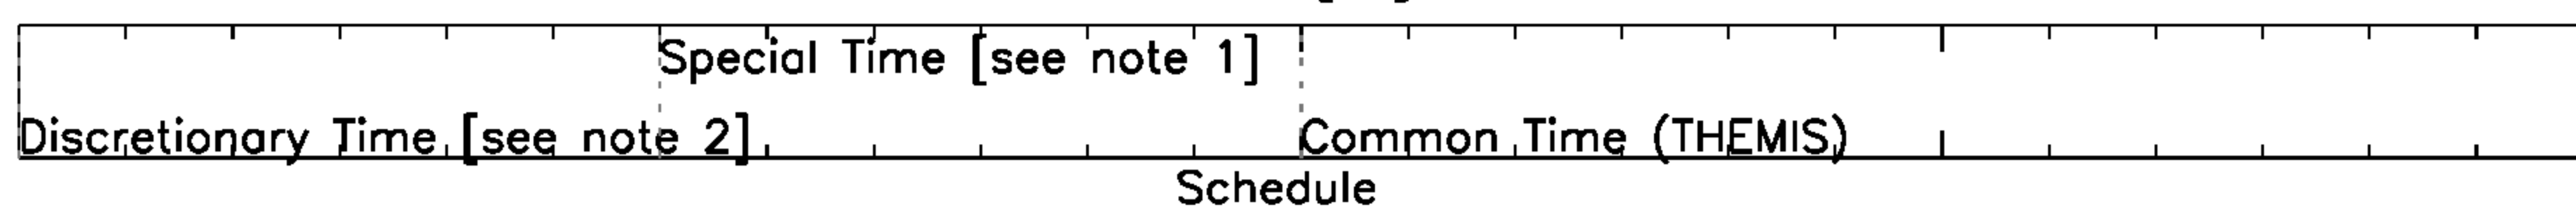 Special Time [see note 1]
Discretionary Time [see note 2]
Common Time (THEMIS)
Schedule